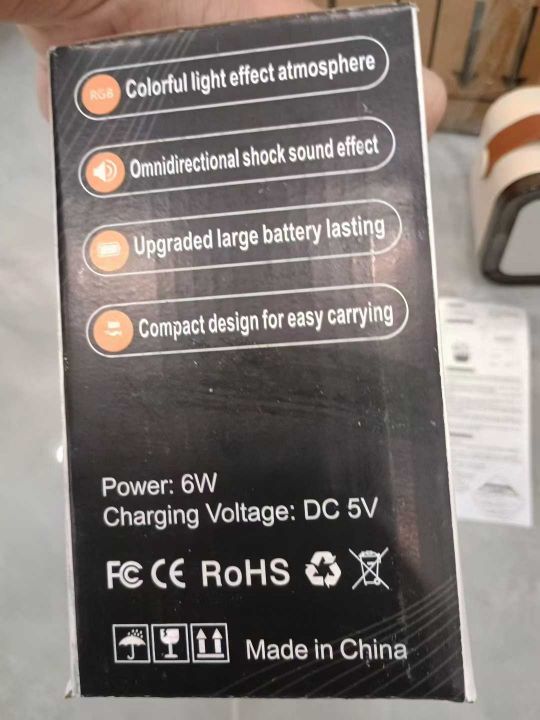 RGB Colorful light effect atmosphere
Omnidirectional shock sound effect
Upgraded large battery lasting
Compact design for easy carrying
Power: 6W
Charging Voltage: DC 5V
FC CE RoHS
Made in China